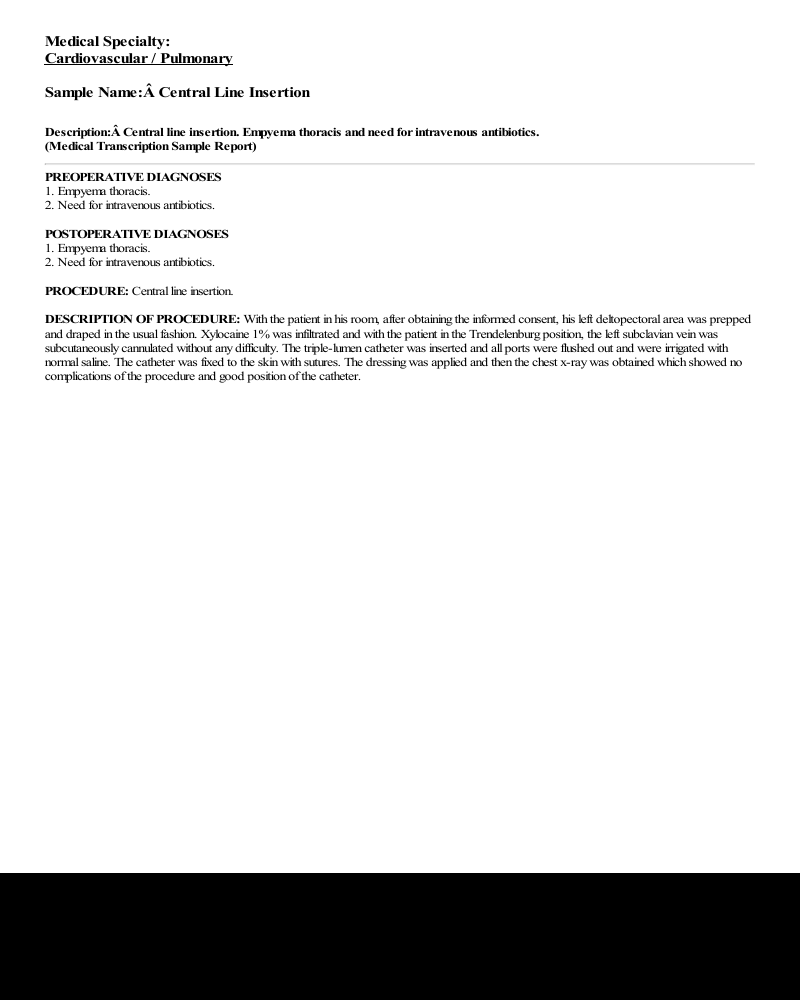 Medical Specialty:
Cardiovascular / Pulmonary
Sample Name:Â Central Line Insertion
Description:Â Central line insertion. Empyema thoracis and need for intravenous antibiotics.
(Medical Transcription Sample Report)
PREOPERATIVE DIAGNOSES
1. Empyema thoracis.
2. Need for intravenous antibiotics.
POSTOPERATIVE DIAGNOSES
1. Empyema thoracis.
2. Need for intravenous antibiotics.
PROCEDURE: Central line insertion.
DESCRIPTION OF PROCEDURE: With the patient in his room, after obtaining the informed consent, his left deltopectoral area was prepped
and draped in the usual fashion. Xylocaine 1% was infiltrated and with the patient in the Trendelenburg position, the left subclavian vein was
subcutaneously cannulated without any difficulty. The triple-lumen catheter was inserted and all ports were flushed out and were irrigated with
normal saline. The catheter was fixed to the skin with sutures. The dressing was applied and then the chest x-ray was obtained which showed no
complications of the procedure and good position of the catheter.